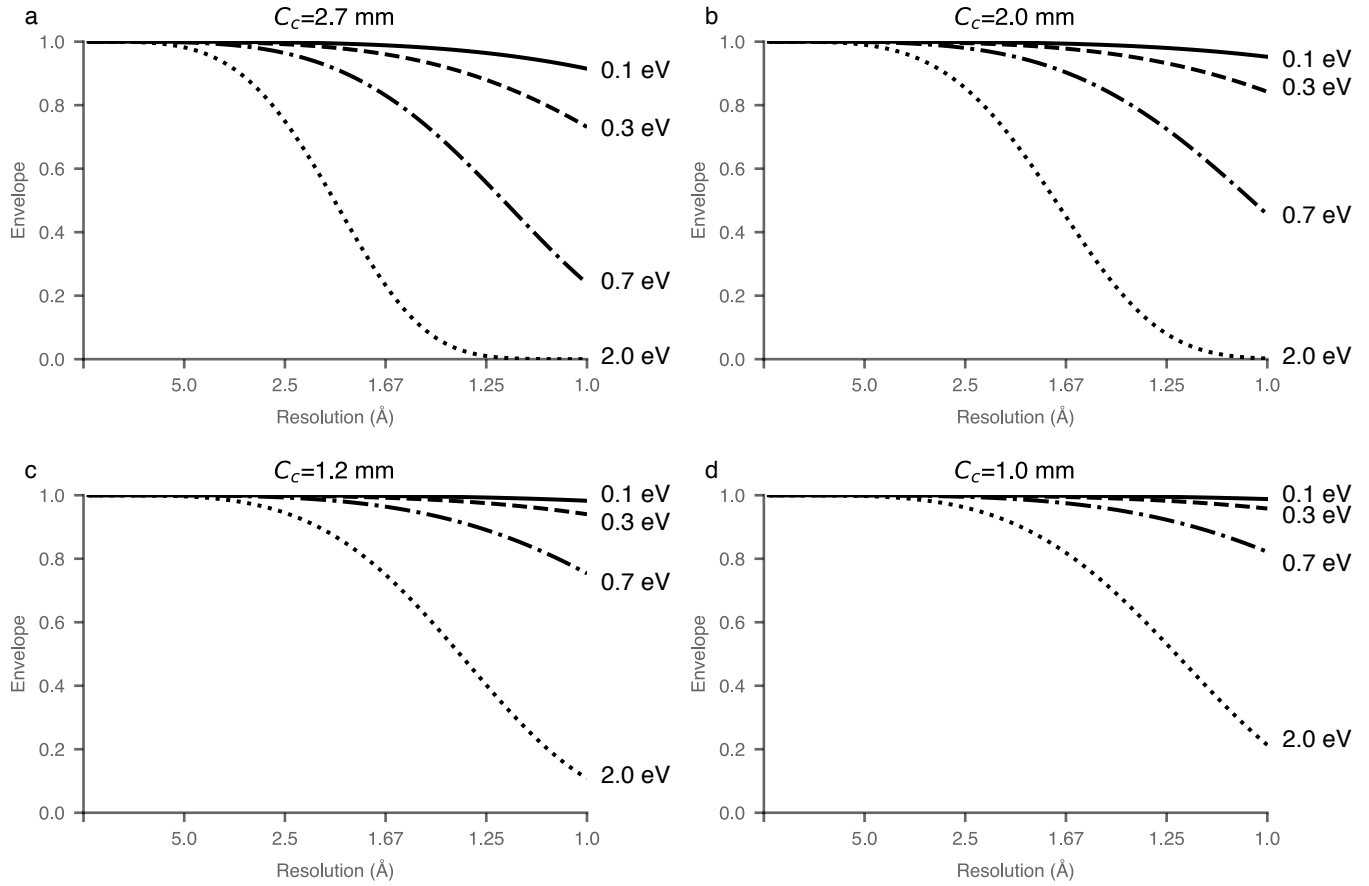 a
C_c=2.7 mm
Envelope
1.0
0.8
0.6
0.4
0.2
0.0
0.1 eV
0.3 eV
0.7 eV
2.0 eV
5.0 2.5 1.67 1.25 1.0
Resolution (Å)
b
C_c=2.0 mm
Envelope
1.0
0.8
0.6
0.4
0.2
0.0
0.1 eV
0.3 eV
0.7 eV
2.0 eV
5.0 2.5 1.67 1.25 1.0
Resolution (Å)
c
C_c=1.2 mm
Envelope
1.0
0.8
0.6
0.4
0.2
0.0
0.1 eV
0.3 eV
0.7 eV
2.0 eV
5.0 2.5 1.67 1.25 1.0
Resolution (Å)
d
C_c=1.0 mm
Envelope
1.0
0.8
0.6
0.4
0.2
0.0
0.1 eV
0.3 eV
0.7 eV
2.0 eV
5.0 2.5 1.67 1.25 1.0
Resolution (Å)